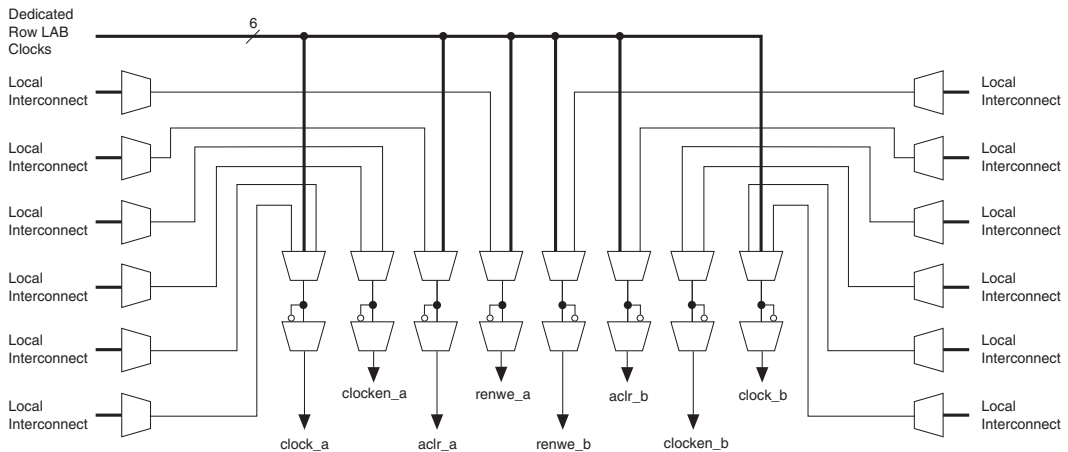 Dedicated
Row LAB
Clocks
6
Local
Interconnect
Local
Interconnect
Local
Interconnect
Local
Interconnect
Local
Interconnect
Local
Interconnect
Local
Interconnect
Local
Interconnect
Local
Interconnect
Local
Interconnect
Local
Interconnect
Local
Interconnect
clocken_a
renwe_a
aclr_b
clock_b
clock_a
aclr_a
renwe_b
clocken_b